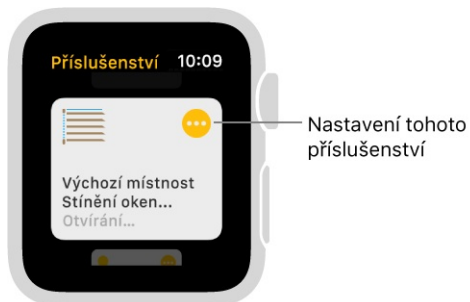 Příslušenství 10:09
Výchozí místnost
Stínění oken...
Otvírání...
Nastavení tohoto
příslušenství